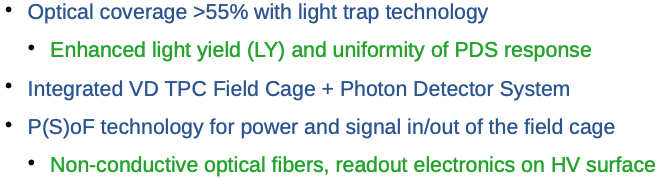 • Optical coverage >55% with light trap technology
• Enhanced light yield (LY) and uniformity of PDS response
• Integrated VD TPC Field Cage + Photon Detector System
• P(S)oF technology for power and signal in/out of the field cage
• Non-conductive optical fibers, readout electronics on HV surface